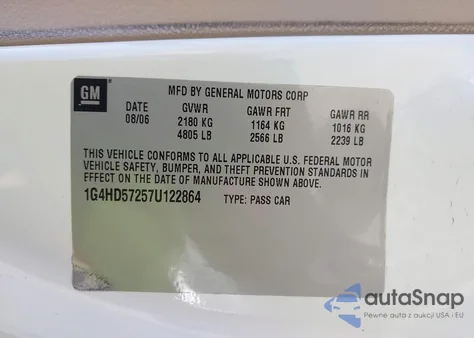 GM
MFD BY GENERAL MOTORS CORP
DATE GVWR GAWR FRT GAWR RR
08/06 2180 KG 1164 KG 1016 KG
4805 LB 2566 LB 2239 LB
THIS VEHICLE CONFORMS TO ALL APPLICABLE U.S. FEDERAL MOTOR
VEHICLE SAFETY, BUMPER, AND THEFT PREVENTION STANDARDS IN
EFFECT ON THE DATE OF MANUFACTURE SHOWN ABOVE.
1G4HD57257U122864 TYPE: PASS CAR
autoSnap
Pewne auta z aukcji USA - EU